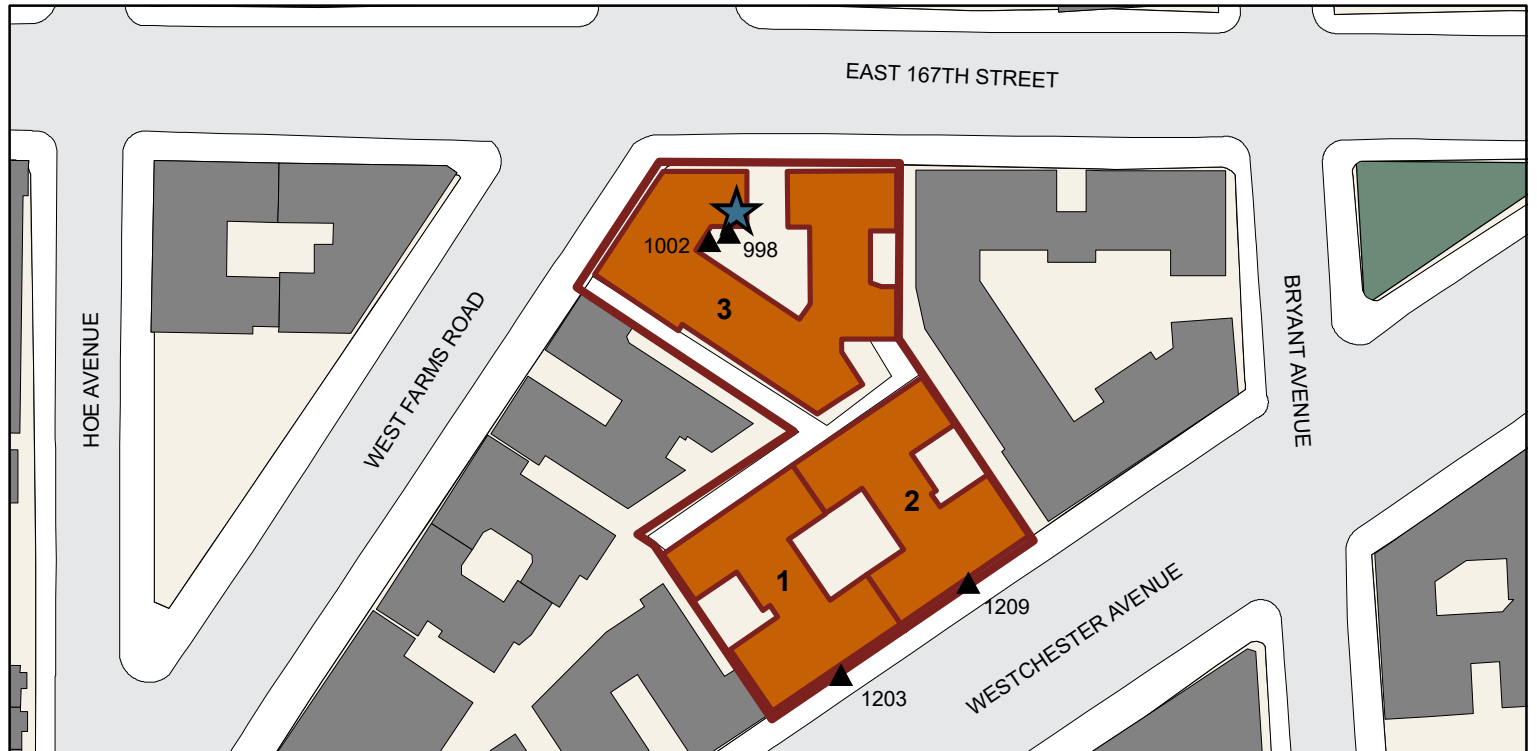 EAST 167TH STREET
1002
998
3
HOE AVENUE
WEST FARMS ROAD
BRYANT AVENUE
2
1
1209
WESTCHESTER AVENUE
1203